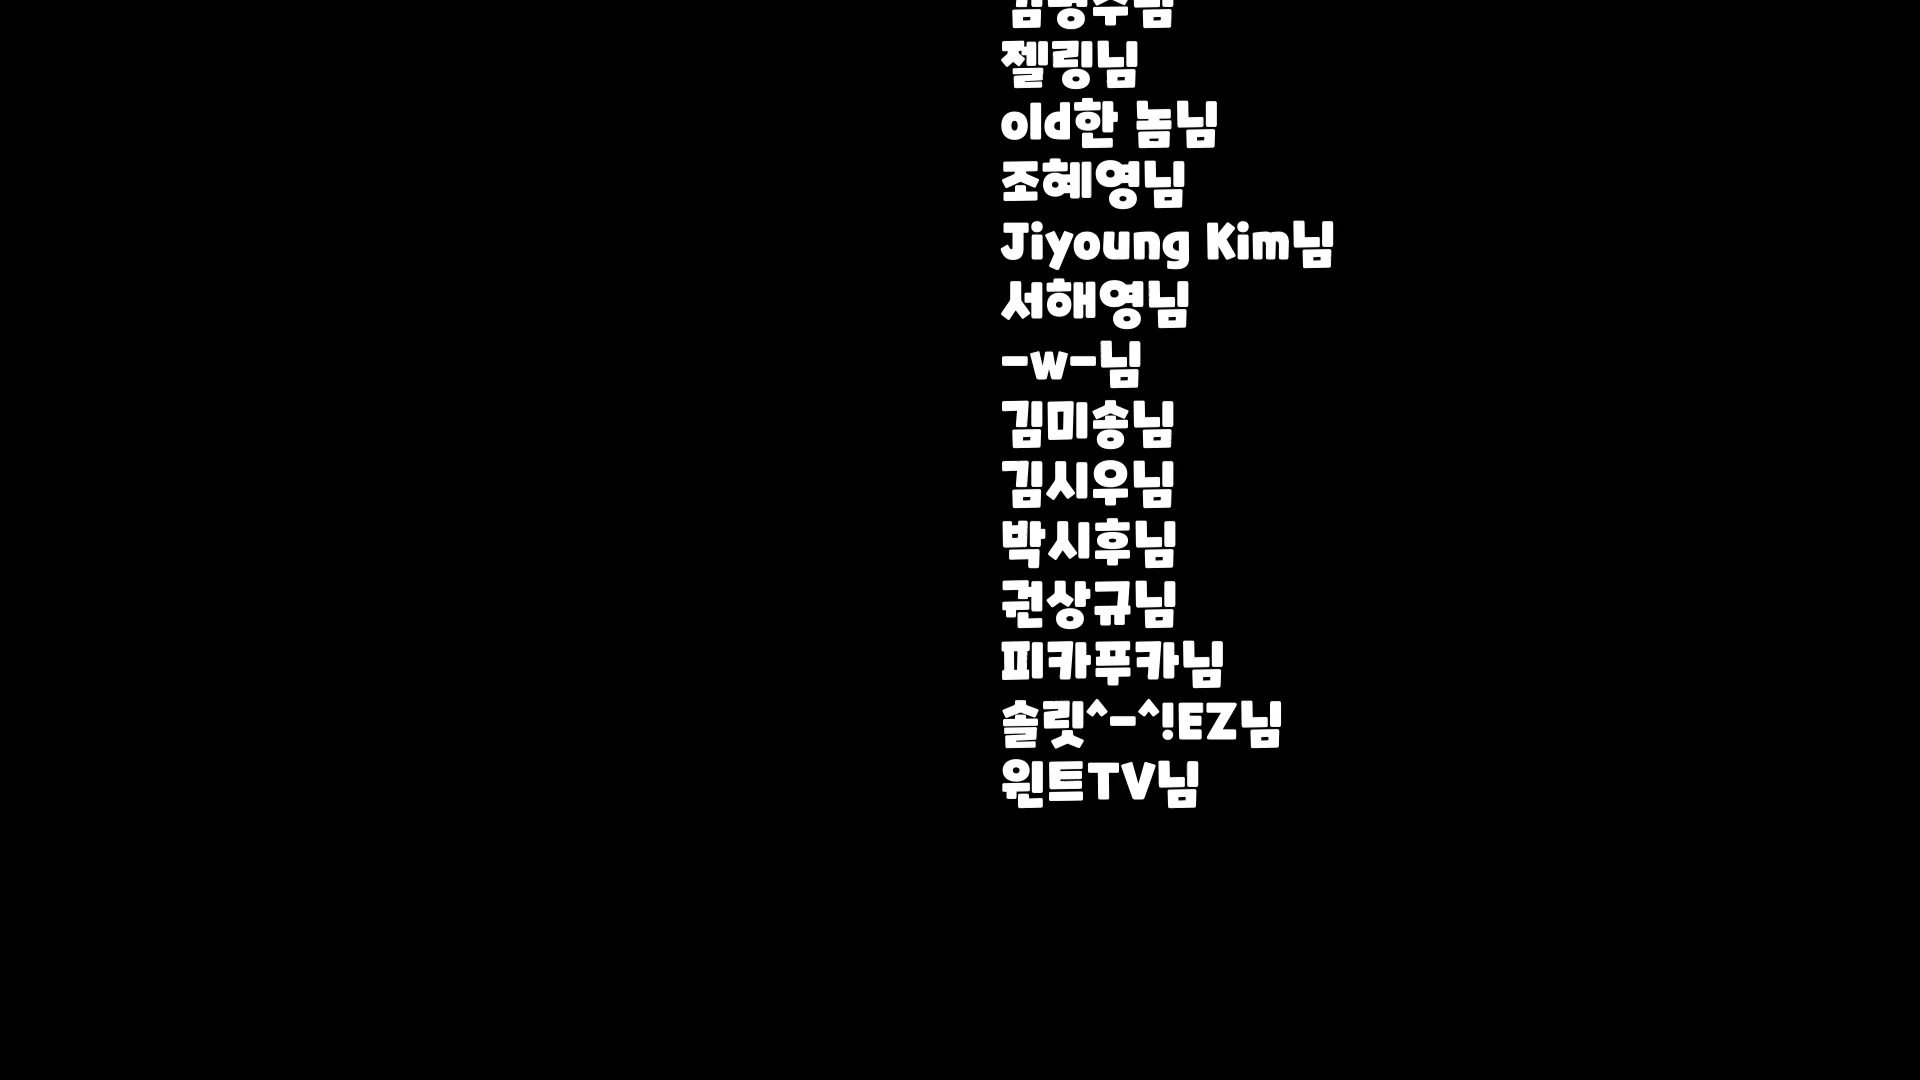 젤링님
old한 놈님
조혜영님
Jiyoung Kim님
서해영님
-w-님
김미송님
김시우님
박시후님
권상규님
피카푸카님
솔릿^-^!EZ님
윈트TV님